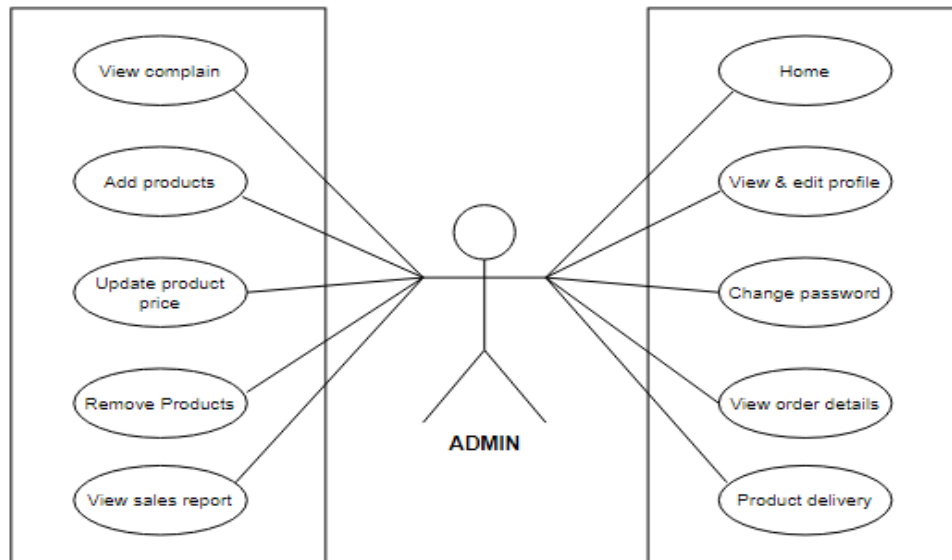 View complain
Add products
Update product
price
Remove Products
View sales report
ADMIN
Home
View & edit profile
Change password
View order details
Product delivery